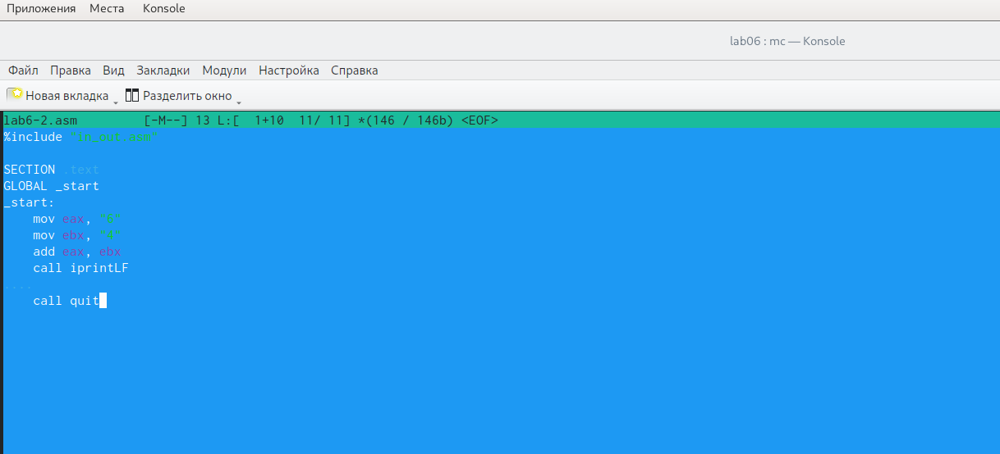 Приложения Места Konsole
lab06 : mc — Konsole
Файл Правка Вид Закладки Модули Настройка Справка
Новая вкладка Разделить окно
lab6-2.asm [-M--] 13 L:[ 1+10 11/ 11] *(146 / 146b) <EOF>
%include "in_out.asm"
SECTION .text
GLOBAL _start
_start:
mov eax, "6"
mov ebx, "4"
add eax, ebx
call iprintLF
....
call quit